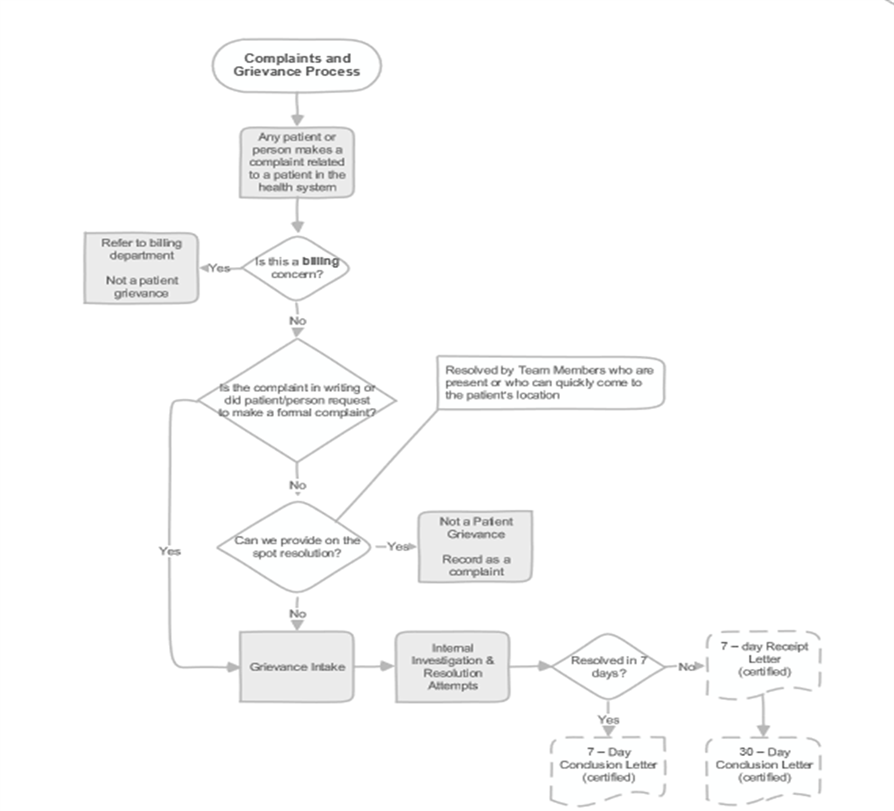 Complaints and
Grievance Process
Any patient or
person makes a
complaint related
to a patient in the
health system
Refer to billing
department
Not a patient
grievance
Yes
Is this a billing
concern?
No
Is the complaint in writing or
did patient/person request
to make a formal complaint?
Resolved by Team Members who are
present or who can quickly come to
the patient's location
No
Can we provide on the
spot resolution?
Yes
Not a Patient
Grievance
Record as a
complaint
Yes
No
Grievance Intake
Internal
Investigation &
Resolution
Attempts
Resolved in 7
days?
No
7 – day Receipt
Letter
(certified)
Yes
7 – Day
Conclusion Letter
(certified)
30 – Day
Conclusion Letter
(certified)